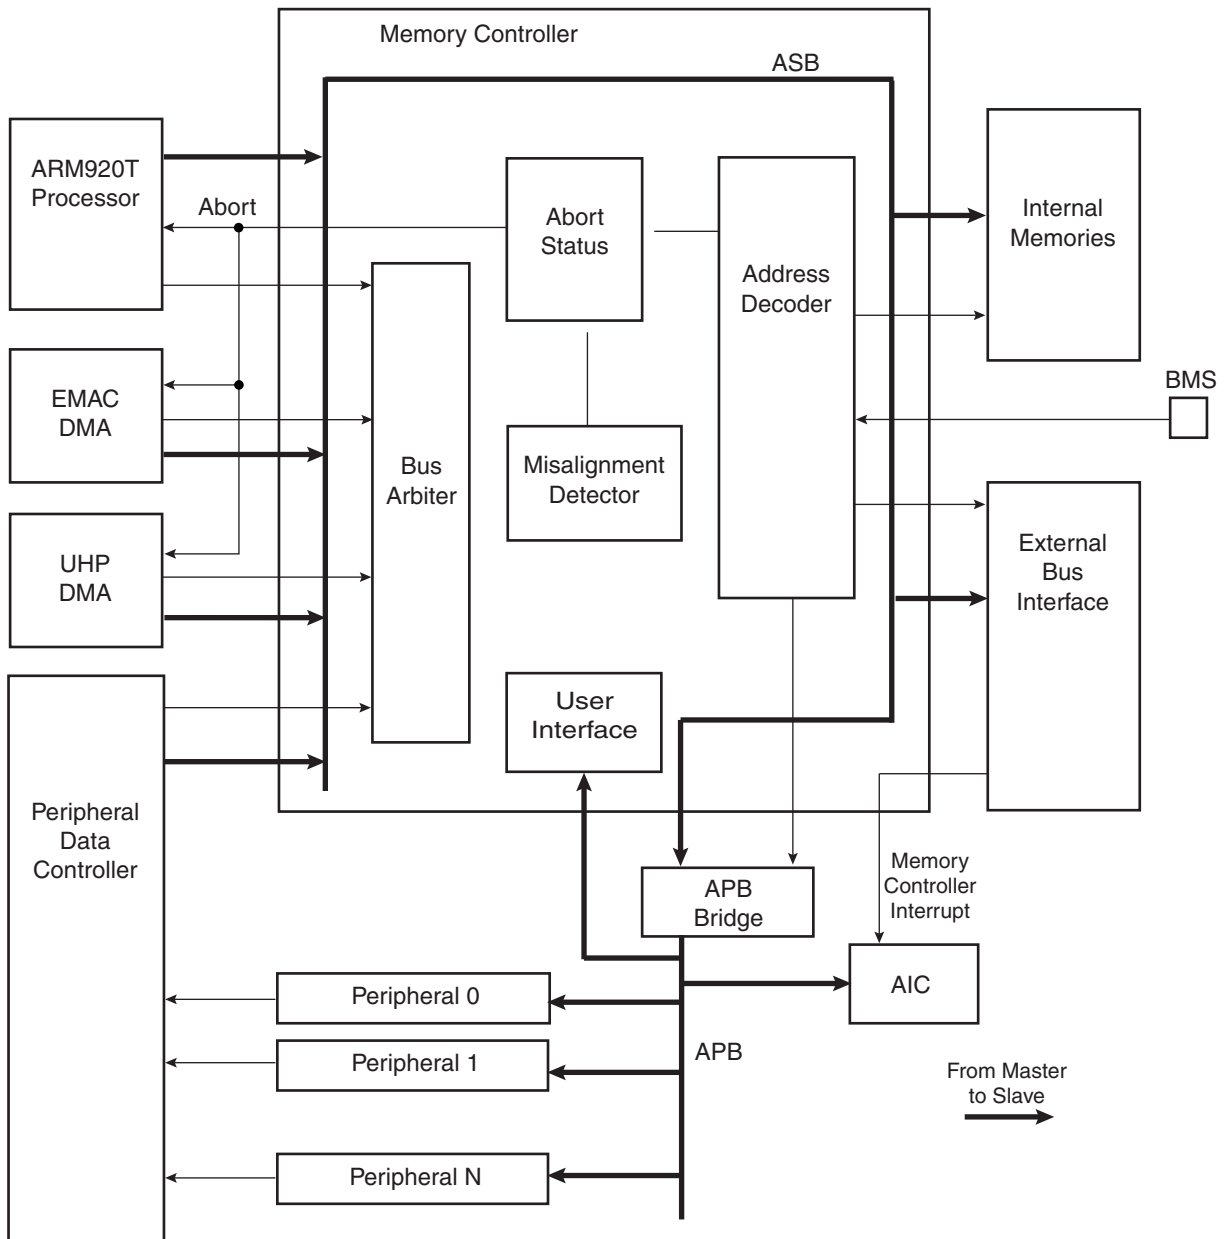 Memory Controller
ASB
ARM920T
Processor
Abort
Abort
Status
Address
Decoder
Internal
Memories
BMS
EMAC
DMA
Bus
Arbiter
Misalignment
Detector
UHP
DMA
External
Bus
Interface
User
Interface
Peripheral
Data
Controller
APB
Bridge
Memory
Controller
Interrupt
AIC
Peripheral 0
Peripheral 1
APB
Peripheral N
From Master
to Slave